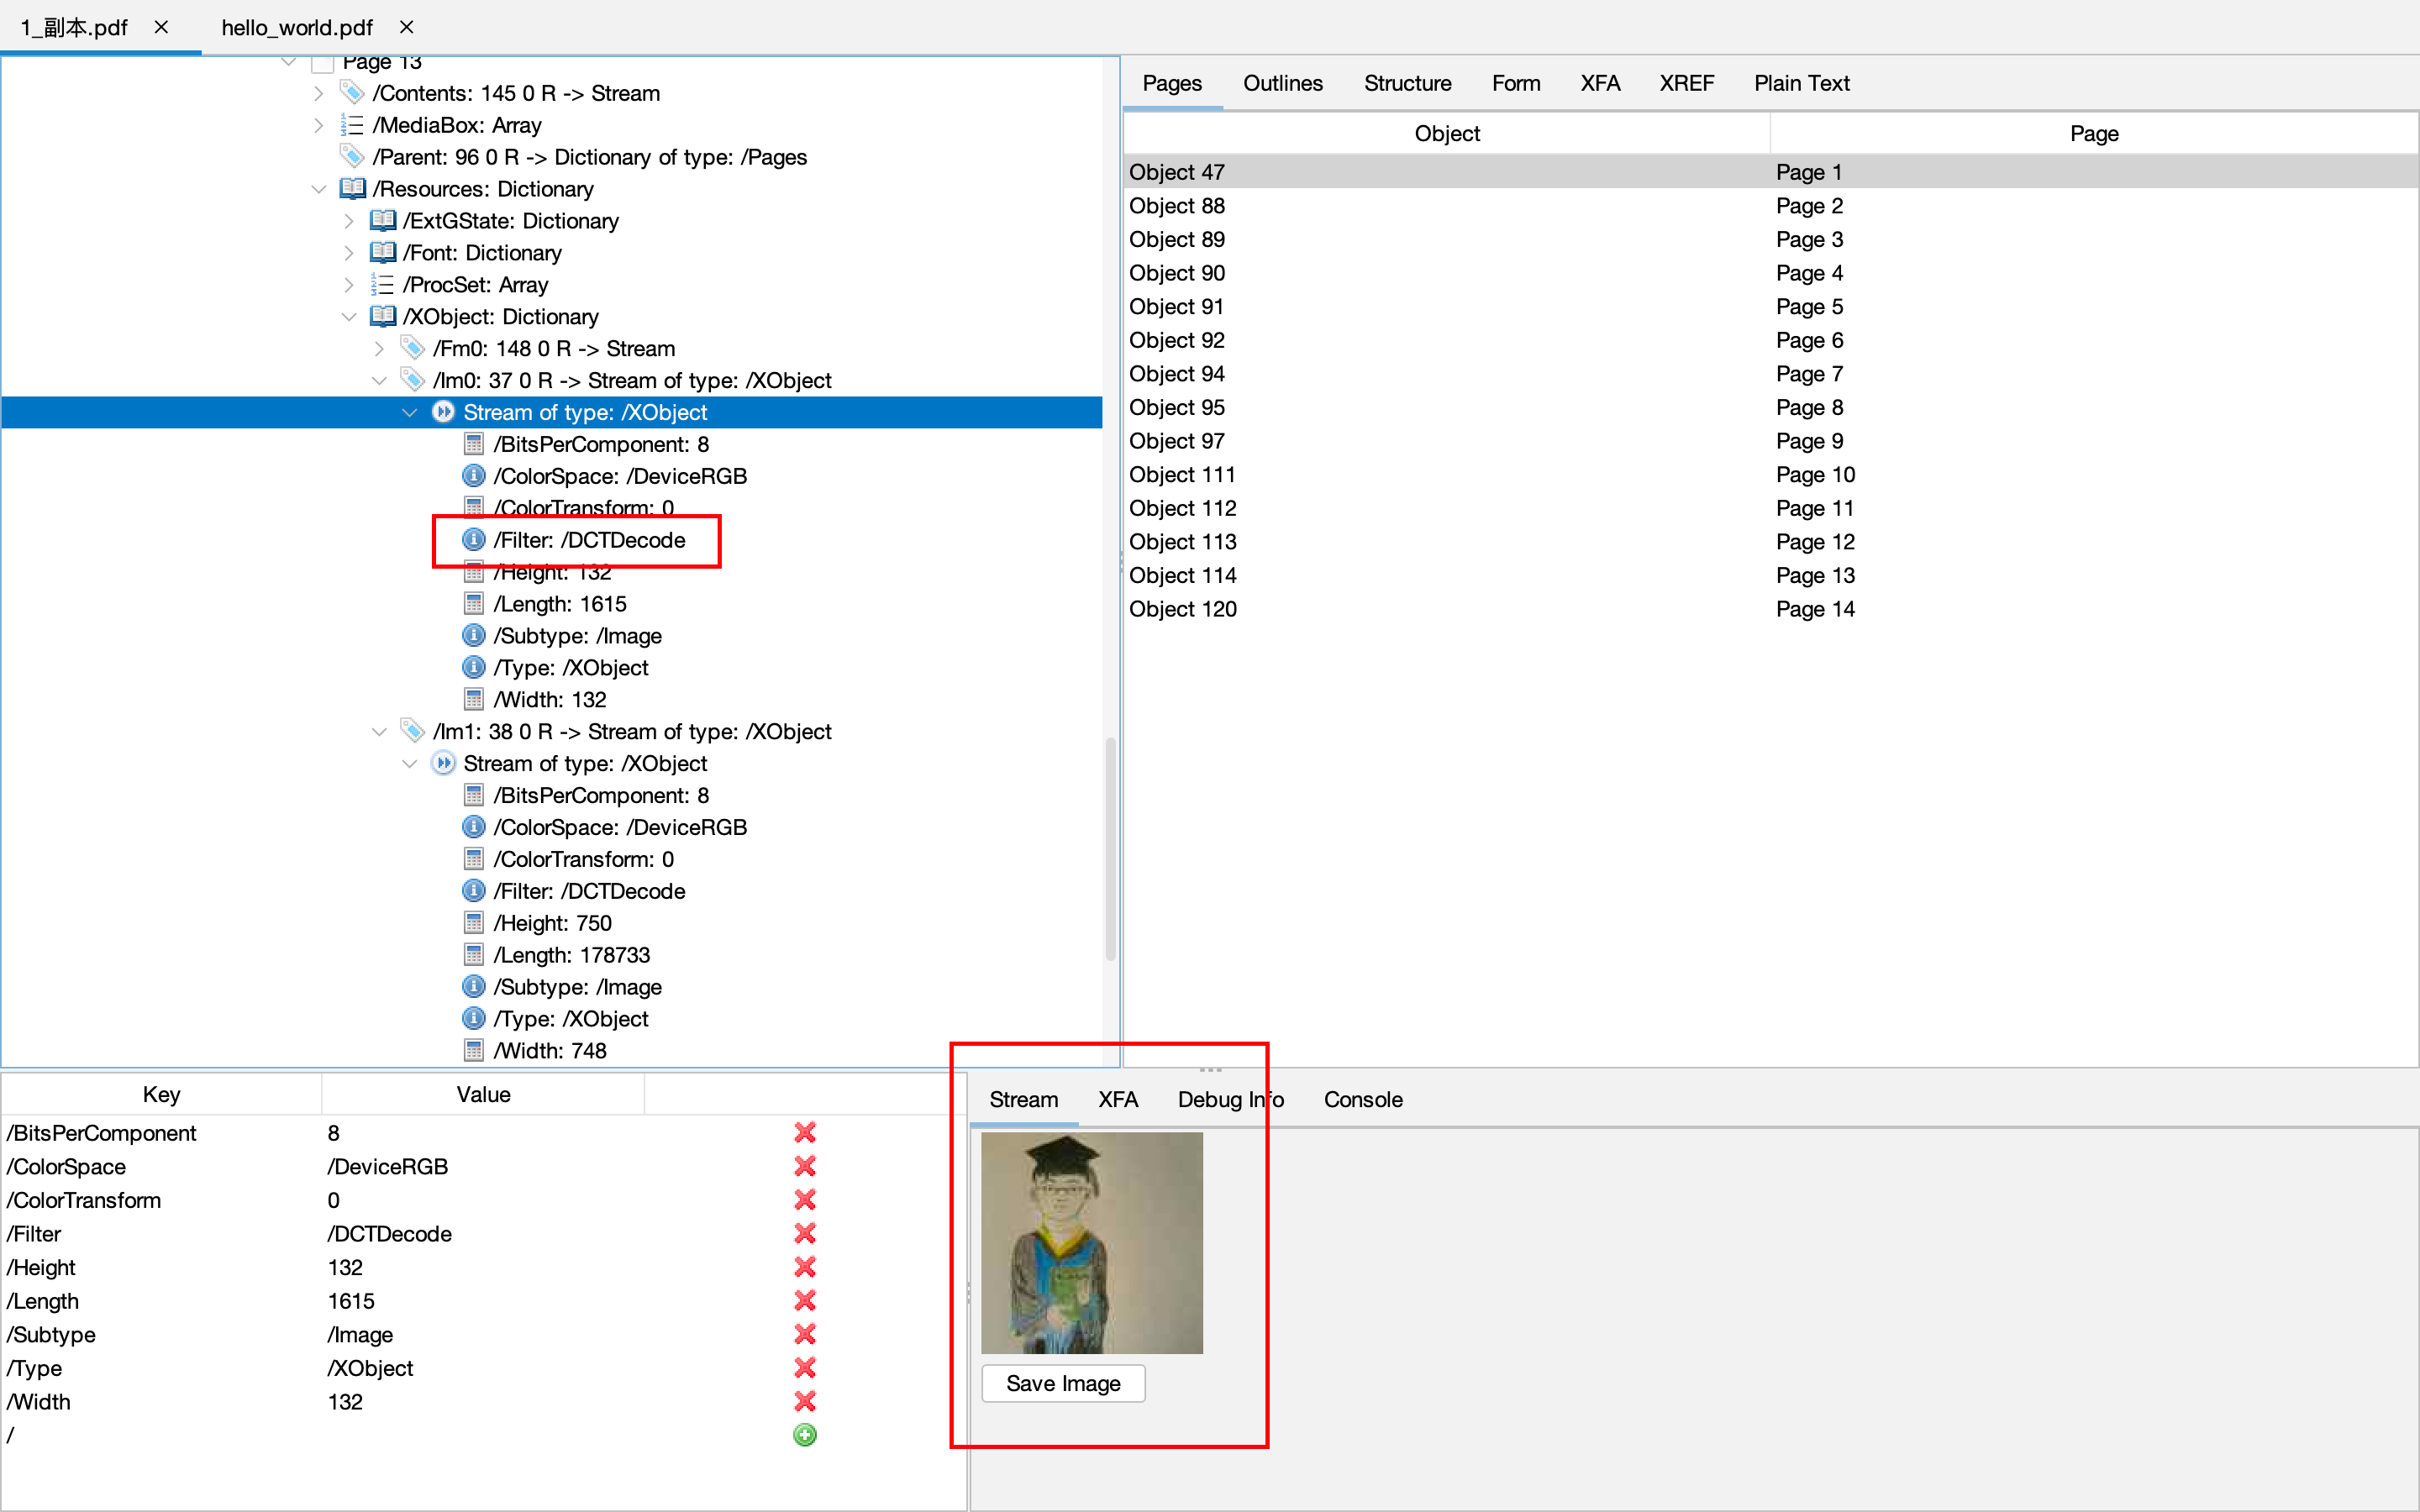 1_副本.pdf
hello_world.pdf
Page 13
/Contents: 145 0 R -> Stream
/MediaBox: Array
/Parent: 96 0 R -> Dictionary of type: /Pages
/Resources: Dictionary
/ExtGState: Dictionary
/Font: Dictionary
/ProcSet: Array
/XObject: Dictionary
/Fm0: 148 0 R -> Stream
/Im0: 37 0 R -> Stream of type: /XObject
Stream of type: /XObject
/BitsPerComponent: 8
/ColorSpace: /DeviceRGB
/ColorTransform: 0
/Filter: /DCTDecode
/Height: 132
/Length: 1615
/Subtype: /Image
/Type: /XObject
/Width: 132
/Im1: 38 0 R -> Stream of type: /XObject
Stream of type: /XObject
/BitsPerComponent: 8
/ColorSpace: /DeviceRGB
/ColorTransform: 0
/Filter: /DCTDecode
/Height: 750
/Length: 178733
/Subtype: /Image
/Type: /XObject
/Width: 748
Pages Outlines Structure Form XFA XREF Plain Text
Object Page
Object 47 Page 1
Object 88 Page 2
Object 89 Page 3
Object 90 Page 4
Object 91 Page 5
Object 92 Page 6
Object 94 Page 7
Object 95 Page 8
Object 97 Page 9
Object 111 Page 10
Object 112 Page 11
Object 113 Page 12
Object 114 Page 13
Object 120 Page 14
Key Value
/BitsPerComponent 8
/ColorSpace /DeviceRGB
/ColorTransform 0
/Filter /DCTDecode
/Height 132
/Length 1615
/Subtype /Image
/Type /XObject
/Width 132
/
Stream XFA Debug Info Console
Save Image